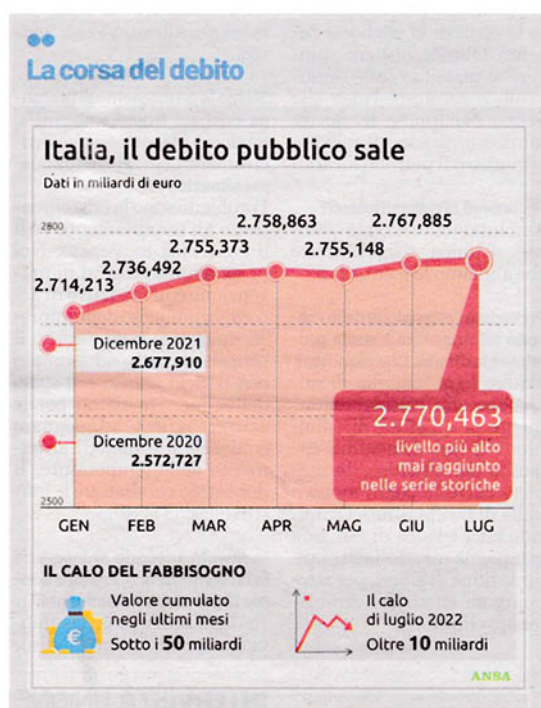 La corsa del debito
Italia, il debito pubblico sale
Dati in miliardi di euro
2800
2.714,213
2.736,492
2.755,373
2.758,863
2.755,148
2.767,885
Dicembre 2021
2.677,910
Dicembre 2020
2.572,727
2.770,463
livello più alto
mai raggiunto
nelle serie storiche
2500
GEN FEB MAR APR MAG GIU LUG
IL CALO DEL FABBISOGNO
Valore cumulato
negli ultimi mesi
Sotto i 50 miliardi
€
Il calo
di luglio 2022
Oltre 10 miliardi
ANSA